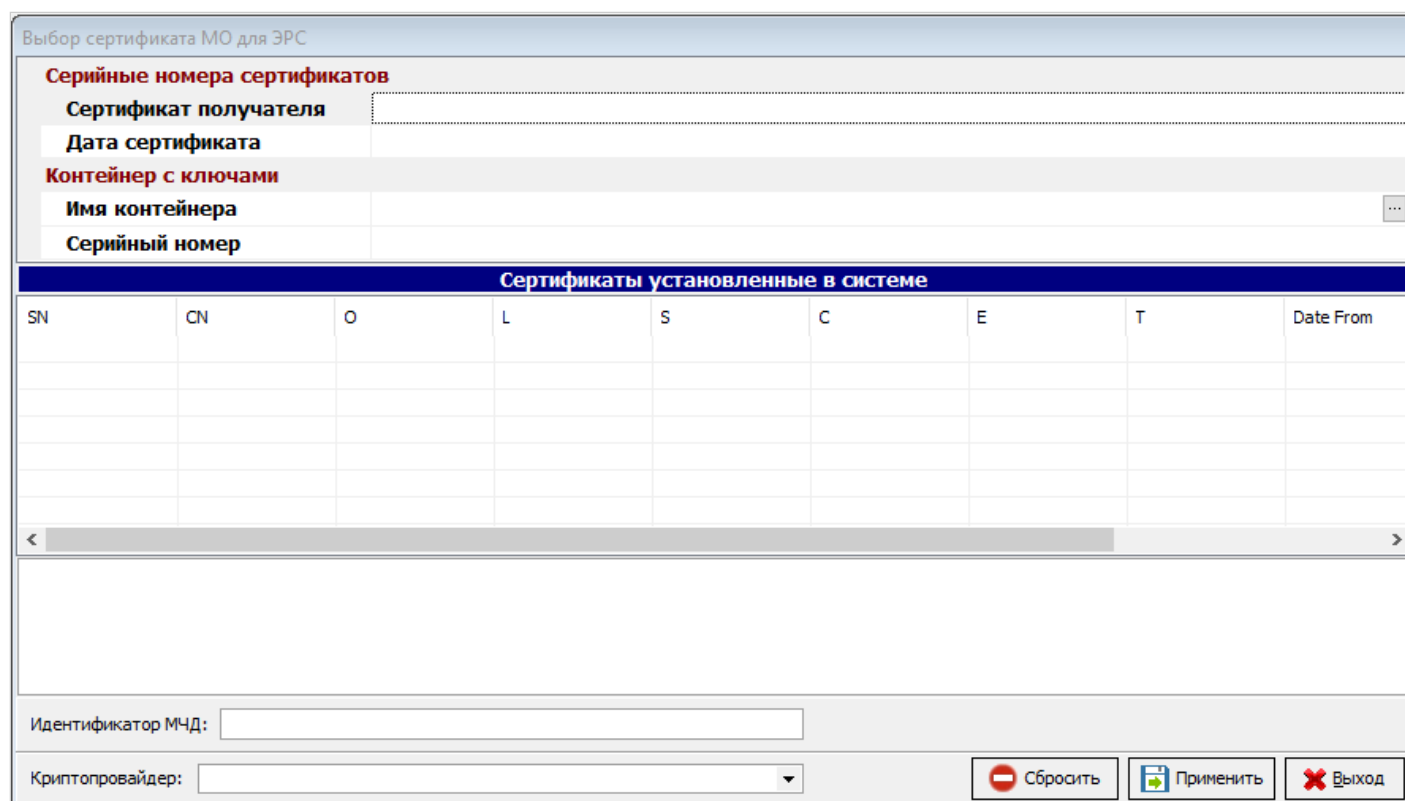 Выбор сертификата МО для ЭРС
Серийные номера сертификатов
Сертификат получателя
Дата сертификата
Контейнер с ключами
Имя контейнера
...
Серийный номер
Сертификаты установленные в системе
SN CN O L S C E T Date From
Идентификатор МЧД:
Криптопровайдер: Сбросить Применить Выход